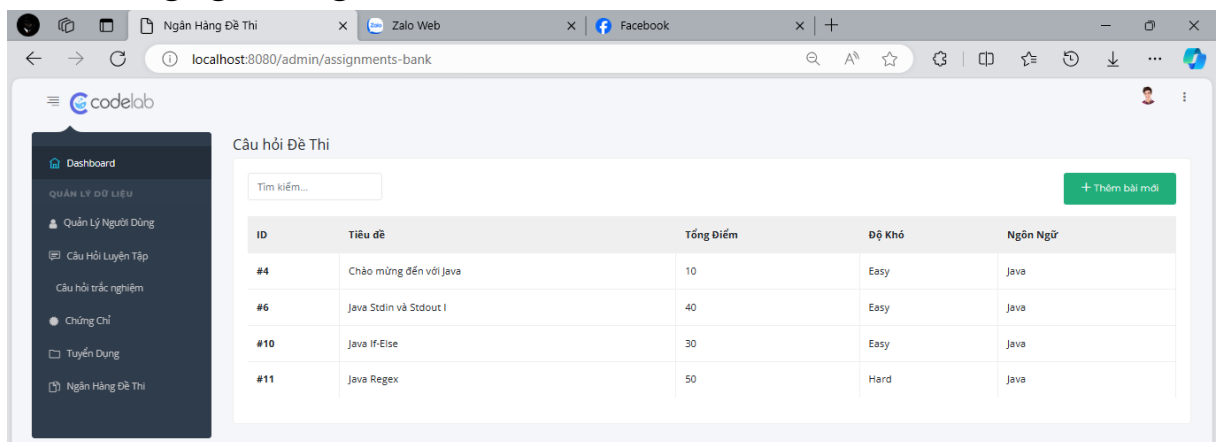 Ngân Hàng Đề Thi
Zalo Web
Facebook
localhost:8080/admin/assignments-bank
codelab
Dashboard
QUẢN LÝ DỮ LIỆU
Quản Lý Người Dùng
Câu Hỏi Luyện Tập
Câu hỏi trắc nghiệm
Chứng Chỉ
Tuyển Dụng
Ngân Hàng Đề Thi
Câu hỏi Đề Thi
Tìm kiếm...
+ Thêm bài mới
ID Tiêu đề Tổng Điểm Độ Khó Ngôn Ngữ
#4 Chào mừng đến với Java 10 Easy Java
#6 Java Stdin và Stdout I 40 Easy Java
#10 Java If-Else 30 Easy Java
#11 Java Regex 50 Hard Java